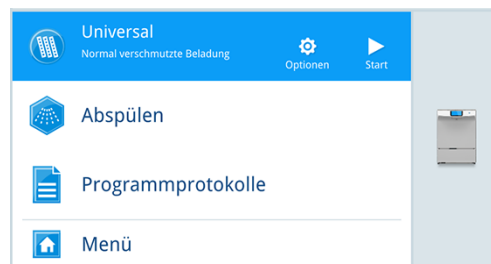 Universal
Normal verschmutzte Beladung
Optionen
Start
Abspülen
Programmprotokolle
Menü